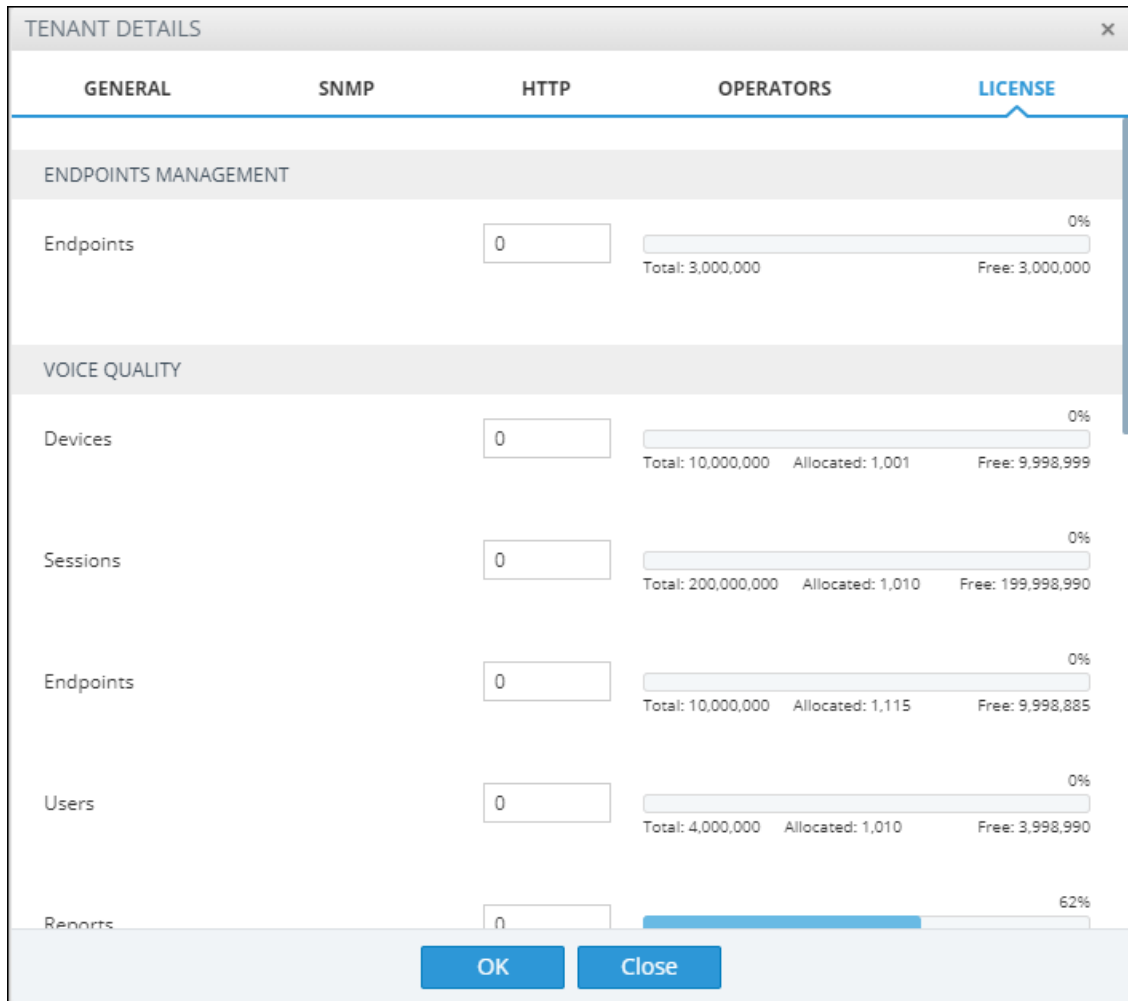 TENANT DETAILS ×
GENERAL SNMP HTTP OPERATORS LICENSE
ENDPOINTS MANAGEMENT
0%
Endpoints 0
Total: 3,000,000 Free: 3,000,000
VOICE QUALITY
0%
Devices 0
Total: 10,000,000 Allocated: 1,001 Free: 9,998,999
0%
Sessions 0
Total: 200,000,000 Allocated: 1,010 Free: 199,998,990
0%
Endpoints 0
Total: 10,000,000 Allocated: 1,115 Free: 9,998,885
0%
Users 0
Total: 4,000,000 Allocated: 1,010 Free: 3,998,990
62%
Reports 0
OK Close